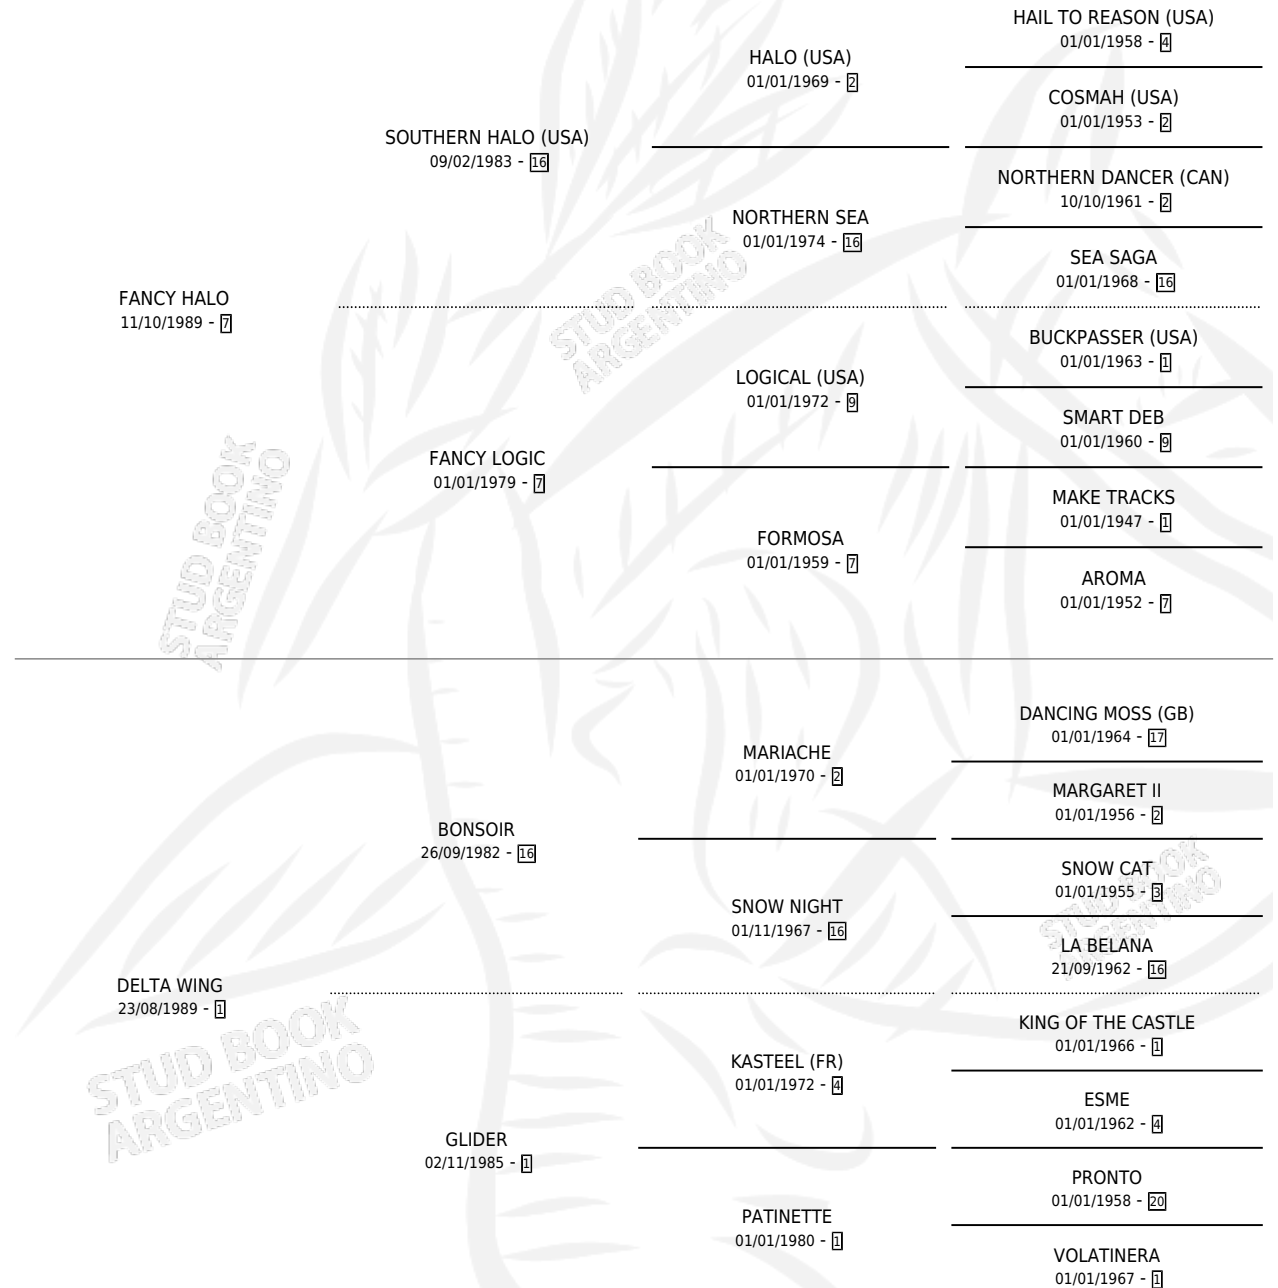 HAIL TO REASON (USA)
01/01/1958 - 4
HALO (USA)
01/01/1969 - 2
COSMAH (USA)
01/01/1953 - 2
SOUTHERN HALO (USA)
09/02/1983 - 16
NORTHERN DANCER (CAN)
10/10/1961 - 2
NORTHERN SEA
01/01/1974 - 16
SEA SAGA
01/01/1968 - 16
STUD BOOK
ARGENTINO
FANCY HALO
11/10/1989 - 7
BUCKPASSER (USA)
01/01/1963 - 1
LOGICAL (USA)
01/01/1972 - 9
SMART DEB
01/01/1960 - 9
FANCY LOGIC
01/01/1979 - 7
MAKE TRACKS
01/01/1947 - 1
FORMOSA
01/01/1959 - 7
AROMA
01/01/1952 - 7
STUD BOOK
ARGENTINO
DANCING MOSS (GB)
01/01/1964 - 17
MARIACHE
01/01/1970 - 2
MARGARET II
01/01/1956 - 2
BONSOIR
26/09/1982 - 16
SNOW CAT
01/01/1955 - 3
SNOW NIGHT
01/11/1967 - 16
LA BELANA
21/09/1962 - 16
STUD BOOK
ARGENTINO
DELTA WING
23/08/1989 - 1
KING OF THE CASTLE
01/01/1966 - 1
KASTEEL (FR)
01/01/1972 - 4
ESME
01/01/1962 - 4
STUD BOOK
ARGENTINO
GLIDER
02/11/1985 - 1
PRONTO
01/01/1958 - 20
PATINETTE
01/01/1980 - 1
VOLATINERA
01/01/1967 - 1